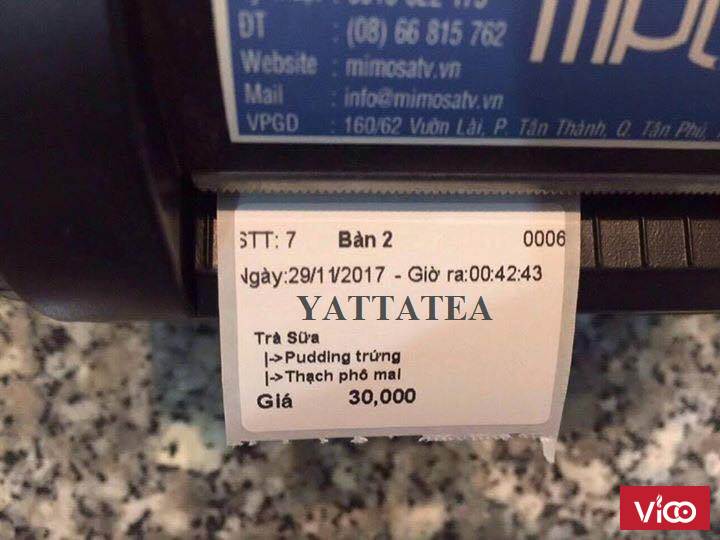 ĐT : (08) 66 815 762
Website : mimosatv.vn
Mail : info@mimosatv.vn
VPGD : 160/62 Vườn Lài, P. Tân Thành, Q. Tân Phú,
STT: 7 Bàn 2 0006
Ngày:29/11/2017 - Giờ ra:00:42:43
YATTATEA
Trà Sữa
|->Pudding trứng
|->Thạch phô mai
Giá 30,000
VICO